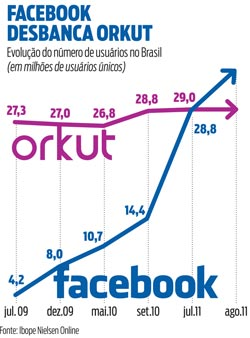 FACEBOOK
DESBANCA ORKUT
Evolução do número de usuários no Brasil
(em milhões de usuários únicos)
27,3 27,0 26,8 28,8 29,0
orkut
28,8
14,4
10,7
8,0
4,2
facebook
jul. 09 dez.09 mai.10 set.10 jul.11 ago.11
Fonte: Ibope Nielsen Online